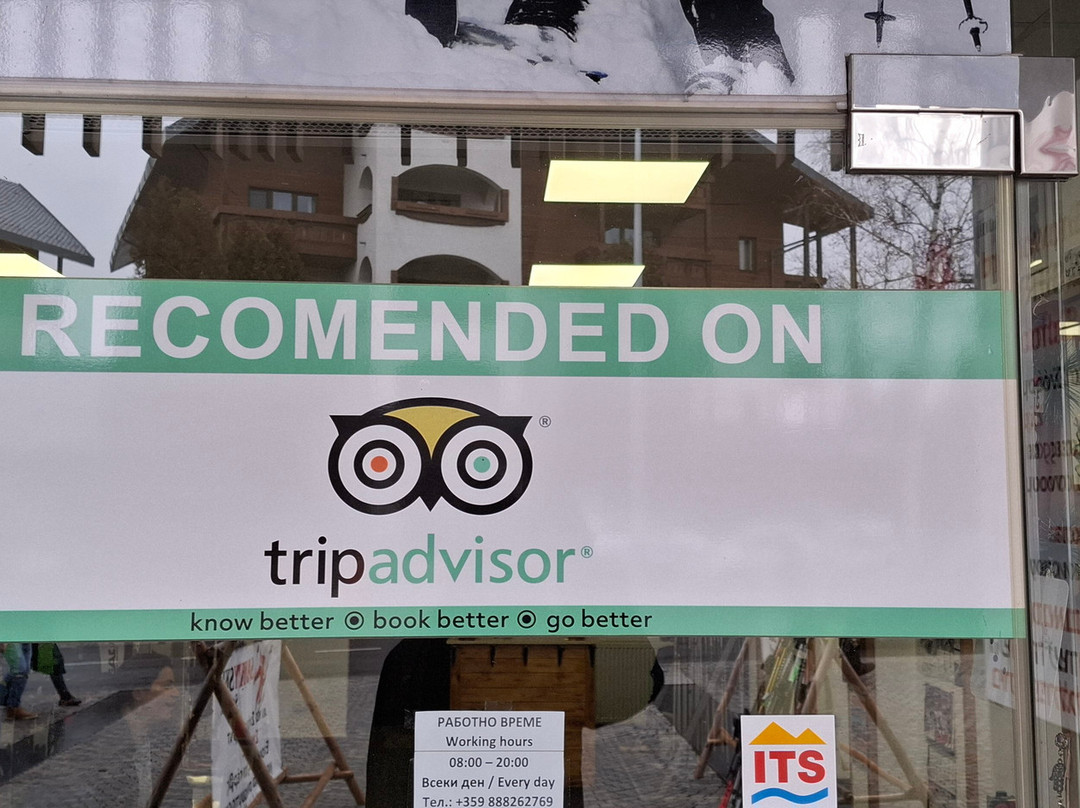 RECOMENDED ON
®
tripadvisor®
know better ⦿ book better ⦿ go better
РАБОТНО ВРЕМЕ
Working hours
08:00 – 20:00
Всеки ден / Every day
Тел.: +359 888262769
ITS